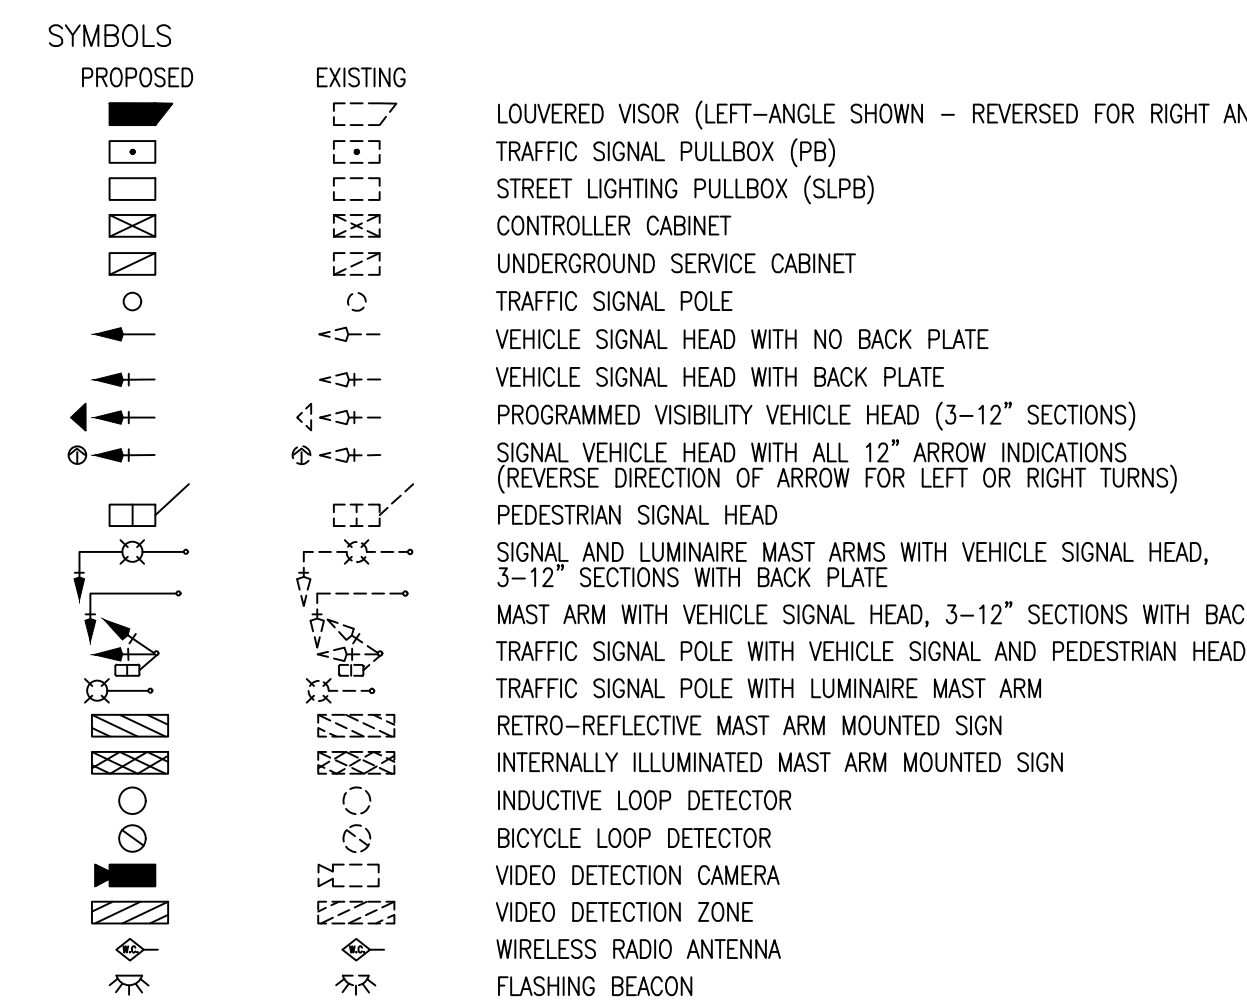 SYMBOLS
PROPOSED EXISTING
LOUVERED VISOR (LEFT-ANGLE SHOWN - REVERSED FOR RIGHT
TRAFFIC SIGNAL PULLBOX (PB)
STREET LIGHTING PULLBOX (SLPB)
CONTROLLER CABINET
UNDERGROUND SERVICE CABINET
TRAFFIC SIGNAL POLE
VEHICLE SIGNAL HEAD WITH NO BACK PLATE
VEHICLE SIGNAL HEAD WITH BACK PLATE
PROGRAMMED VISIBILITY VEHICLE HEAD (3-12" SECTIONS)
SIGNAL VEHICLE HEAD WITH ALL 12" ARROW INDICATIONS
(REVERSE DIRECTION OF ARROW FOR LEFT OR RIGHT TURNS)
PEDESTRIAN SIGNAL HEAD
SIGNAL AND LUMINAIRE MAST ARMS WITH VEHICLE SIGNAL HEAD,
3-12" SECTIONS WITH BACK PLATE
MAST ARM WITH VEHICLE SIGNAL HEAD, 3-12" SECTIONS WITH BAC
TRAFFIC SIGNAL POLE WITH VEHICLE SIGNAL AND PEDESTRIAN HEAD
TRAFFIC SIGNAL POLE WITH LUMINAIRE MAST ARM
RETRO-REFLECTIVE MAST ARM MOUNTED SIGN
INTERNALLY ILLUMINATED MAST ARM MOUNTED SIGN
INDUCTIVE LOOP DETECTOR
BICYCLE LOOP DETECTOR
VIDEO DETECTION CAMERA
VIDEO DETECTION ZONE
W.C. W.C. WIRELESS RADIO ANTENNA
FLASHING BEACON